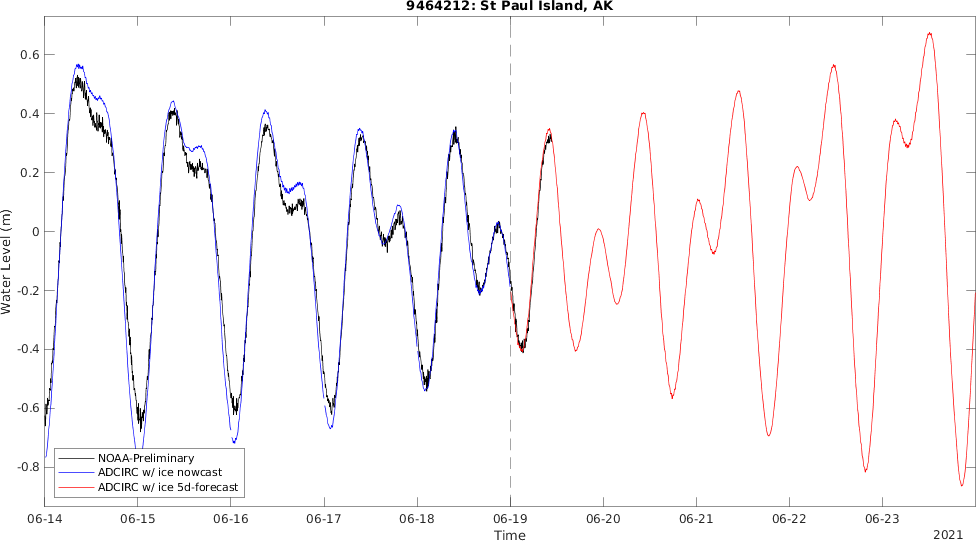 9464212: St Paul Island, AK
0.6
0.4
0.2
0
-0.2
-0.4
-0.6
-0.8
Water Level (m)
NOAA-Preliminary
ADCIRC w/ ice nowcast
ADCIRC w/ ice 5d-forecast
06-14 06-15 06-16 06-17 06-18 06-19 06-20 06-21 06-22 06-23
Time
2021